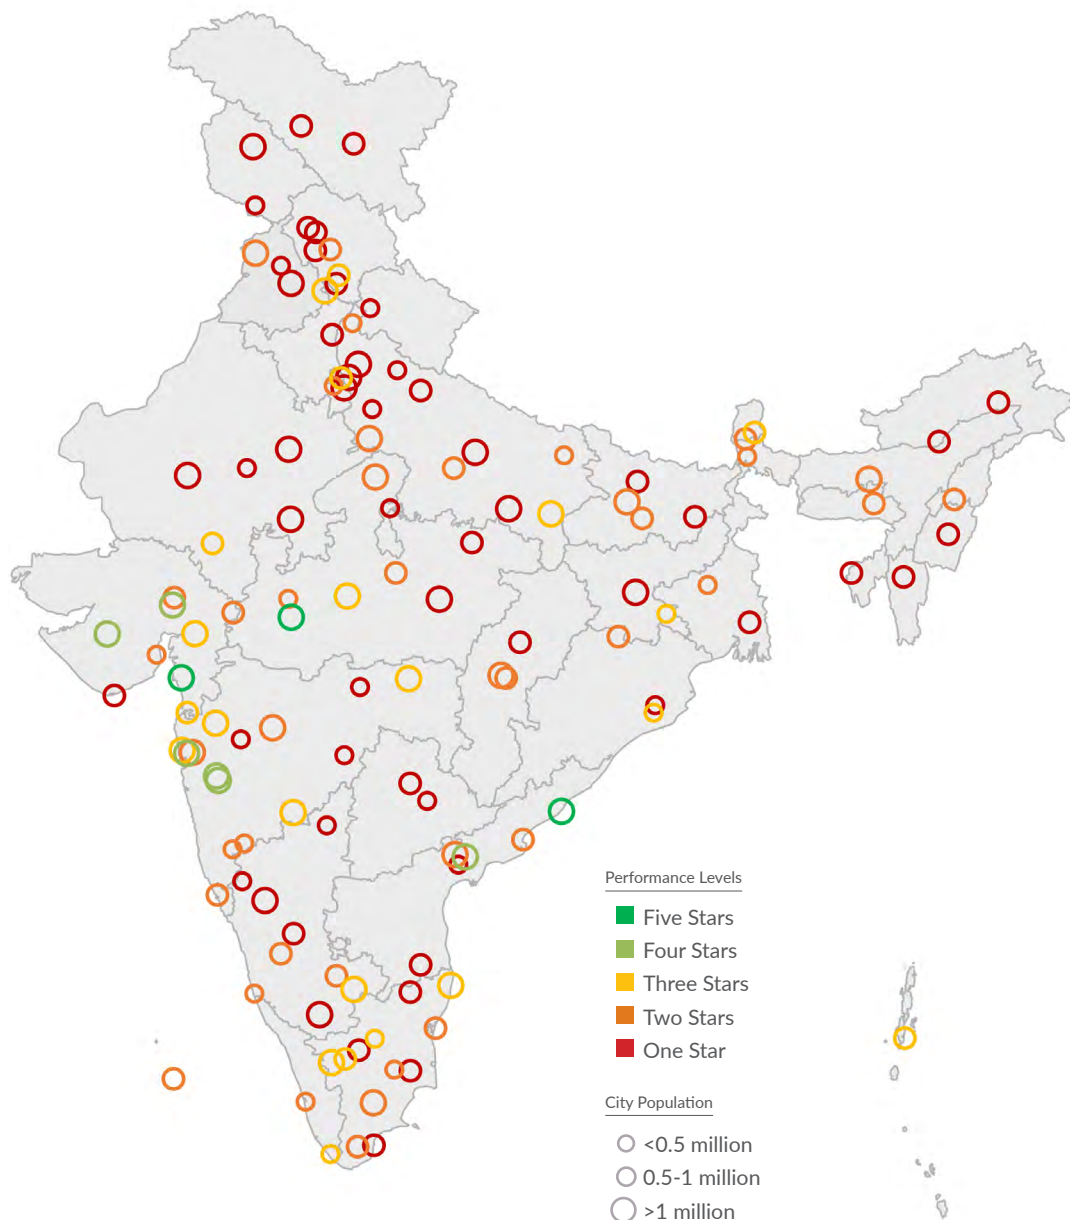 Performance Levels
Five Stars
Four Stars
Three Stars
Two Stars
One Star
City Population
<0.5 million
0.5-1 million
>1 million